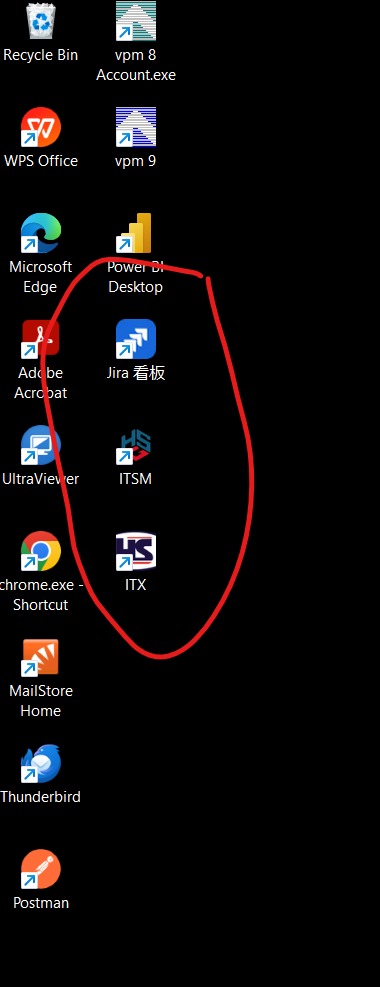 Recycle Bin
vpm 8
Account.exe
WPS Office
vpm 9
Microsoft
Edge
Power BI
Desktop
Adobe
Acrobat
Jira 看板
UltraViewer
ITSM
chrome.exe -
Shortcut
ITX
MailStore
Home
Thunderbird
Postman